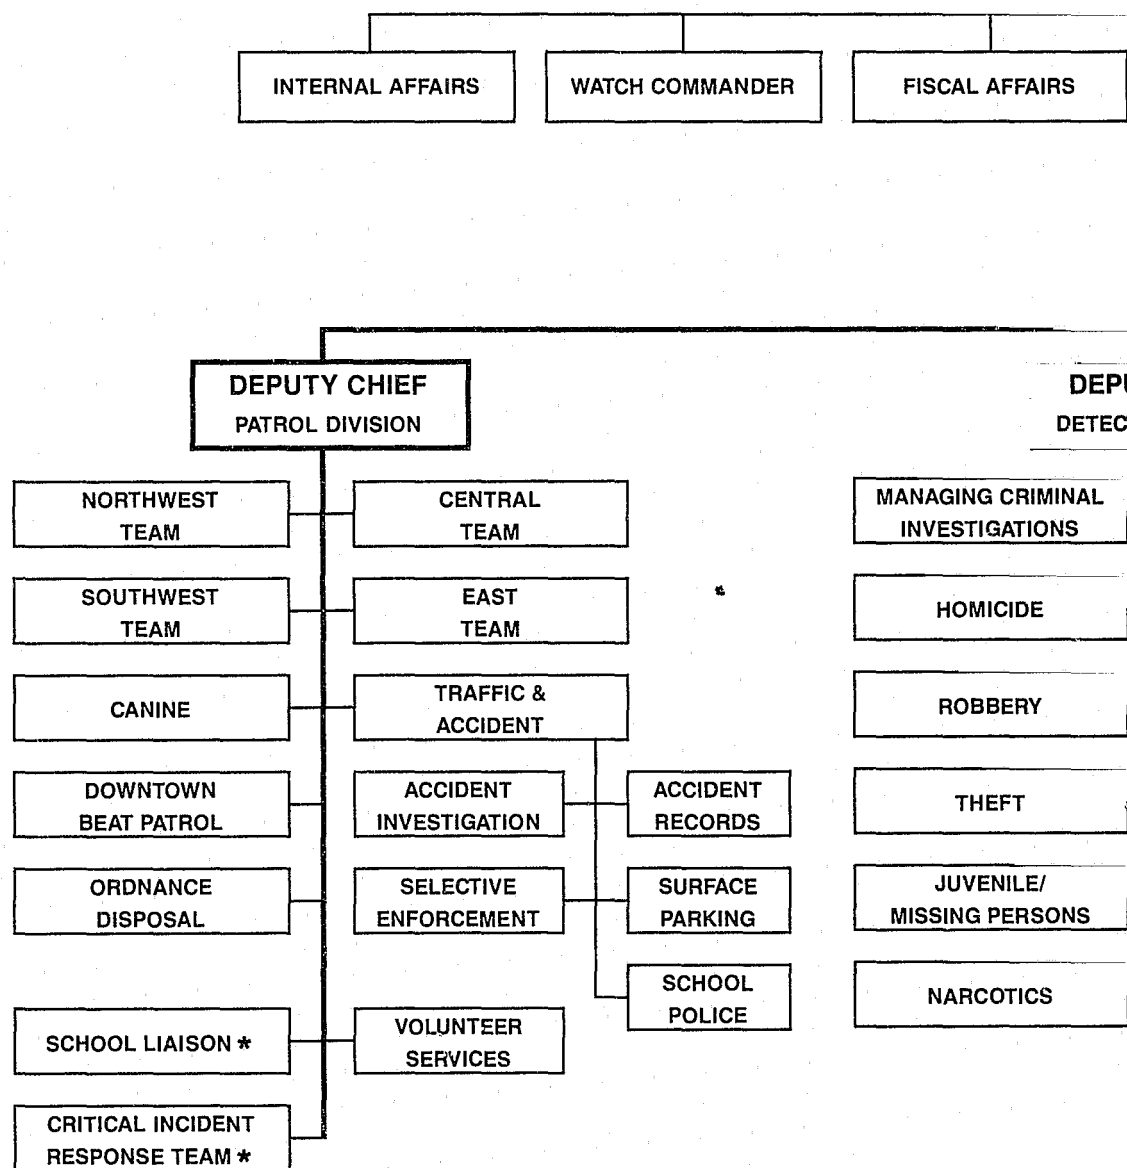 INTERNAL AFFAIRS
WATCH COMMANDER
FISCAL AFFAIRS
DEPUTY CHIEF
PATROL DIVISION
DEPU
DETEC
NORTHWEST
TEAM
CENTRAL
TEAM
MANAGING CRIMINAL
INVESTIGATIONS
SOUTHWEST
TEAM
EAST
TEAM
HOMICIDE
CANINE
TRAFFIC &
ACCIDENT
ROBBERY
DOWNTOWN
BEAT PATROL
ACCIDENT
INVESTIGATION
ACCIDENT
RECORDS
THEFT
ORDNANCE
DISPOSAL
SELECTIVE
ENFORCEMENT
SURFACE
PARKING
JUVENILE/
MISSING PERSONS
SCHOOL
POLICE
NARCOTICS
SCHOOL LIAISON *
VOLUNTEER
SERVICES
CRITICAL INCIDENT
RESPONSE TEAM *